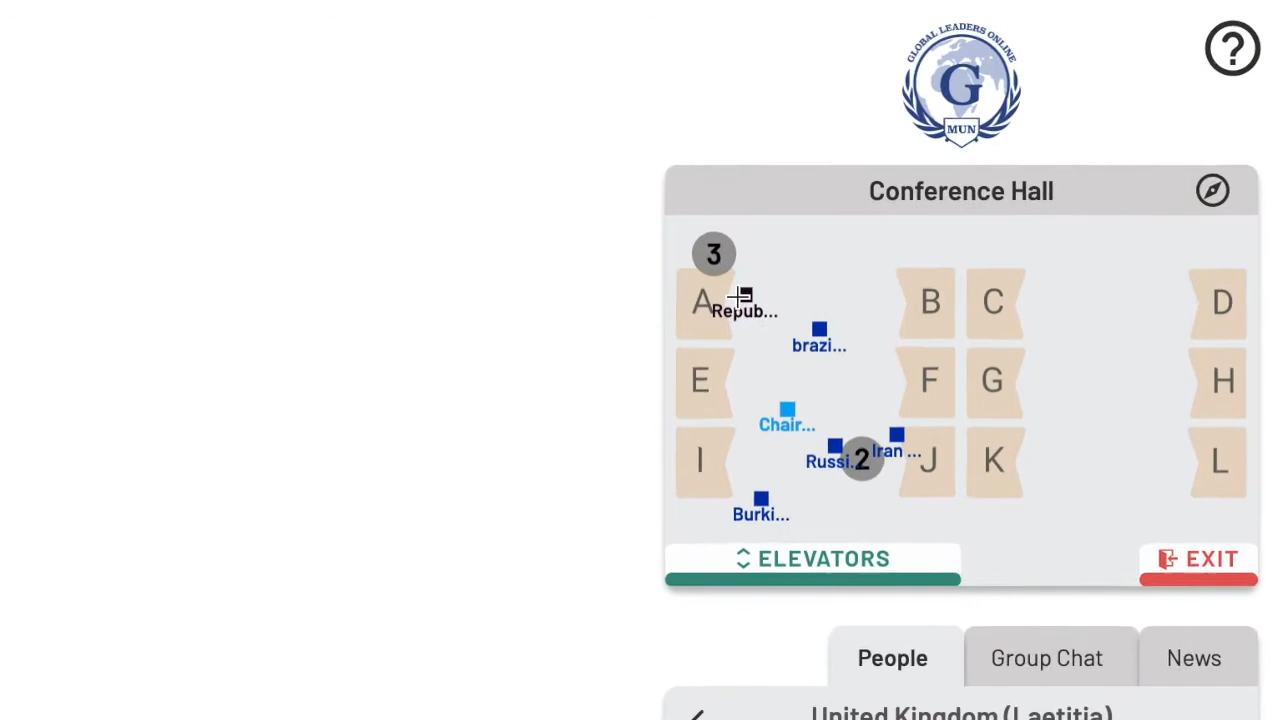 GLOBAL LEADERS ONLINE
G
MUN
?
Conference Hall
3
A
Repub...
B
C
D
brazi...
E
F
G
H
Chair...
Russi...
2
Iran ...
I
J
K
L
Burki...
ELEVATORS
EXIT
People
Group Chat
News
United Kingdom (Laetitia)